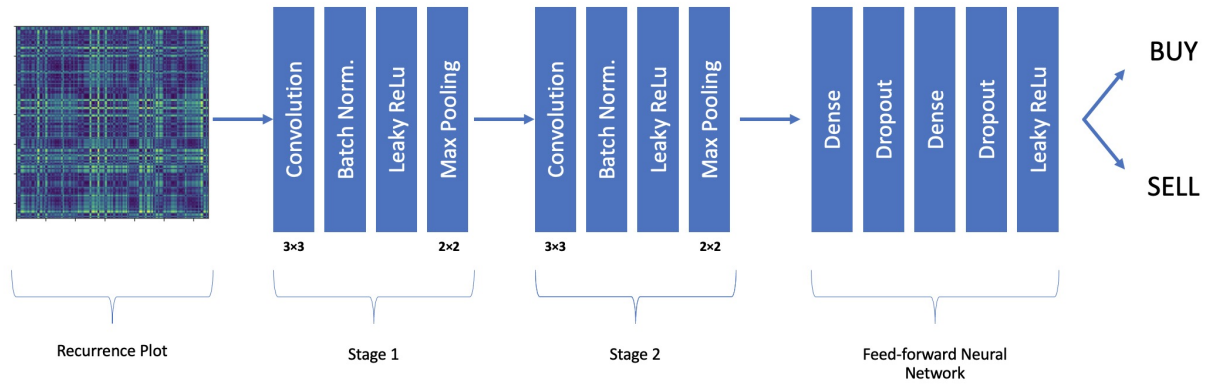 Convolution
Batch Norm.
Leaky ReLu
Max Pooling
3×3
2×2
Convolution
Batch Norm.
Leaky ReLu
Max Pooling
3×3
2×2
Dense
Dropout
Dense
Dropout
Leaky ReLu
BUY
SELL
Recurrence Plot
Stage 1
Stage 2
Feed-forward Neural
Network